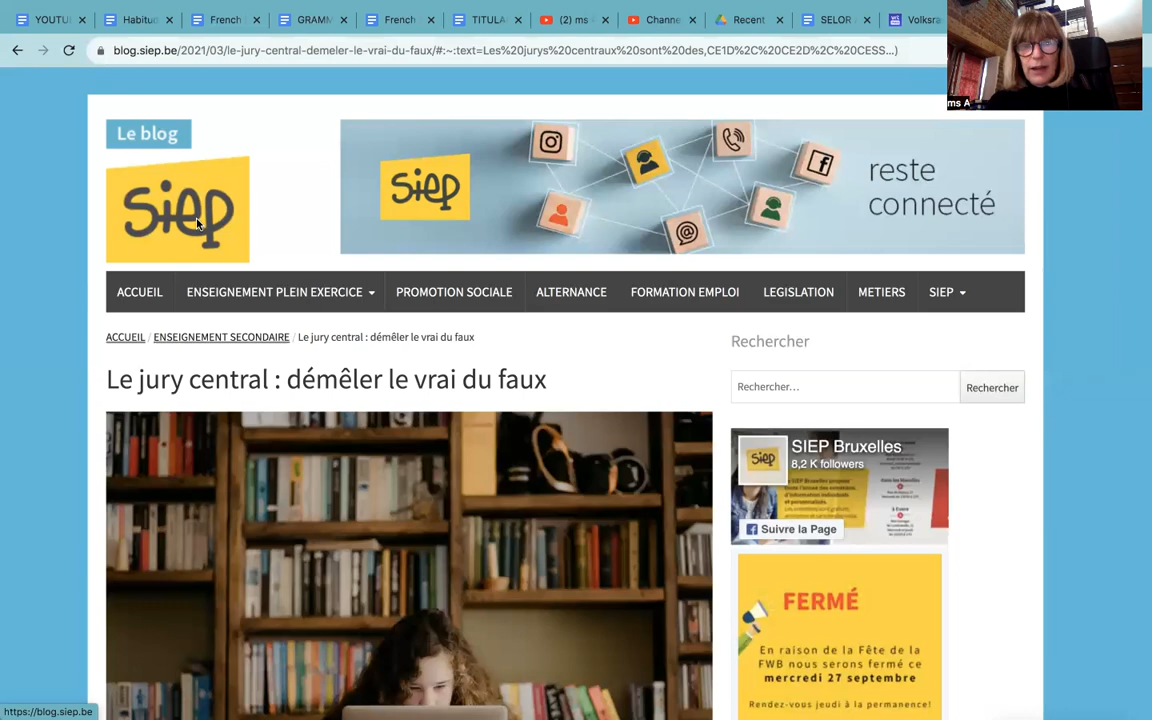 YOUTU
Habitud
French
GRAMM
French
TITULA
(2) ms
Channe
Recent
SELOR
Volksra
blog.siep.be/2021/03/le-jury-central-demeler-le-vrai-du-faux/#:~:text=Les%20jurys%20centraux%20sont%20des,CE1D%2C%20CE2D%2C%20CESS...)
ms A
Le blog
siep
siep
reste
connecté
ACCUEIL
ENSEIGNEMENT PLEIN EXERCICE
PROMOTION SOCIALE
ALTERNANCE
FORMATION EMPLOI
LEGISLATION
METIERS
SIEP
ACCUEIL / ENSEIGNEMENT SECONDAIRE / Le jury central : démêler le vrai du faux
Le jury central : démêler le vrai du faux
Rechercher
Rechercher...
Rechercher
siep
SIEP Bruxelles
8,2 K followers
Suivre la Page
FERMÉ
En raison de la Fête de la
FWB nous serons fermé ce
mercredi 27 septembre
Rendez-vous jeudi à la permanence!
https://blog.siep.be